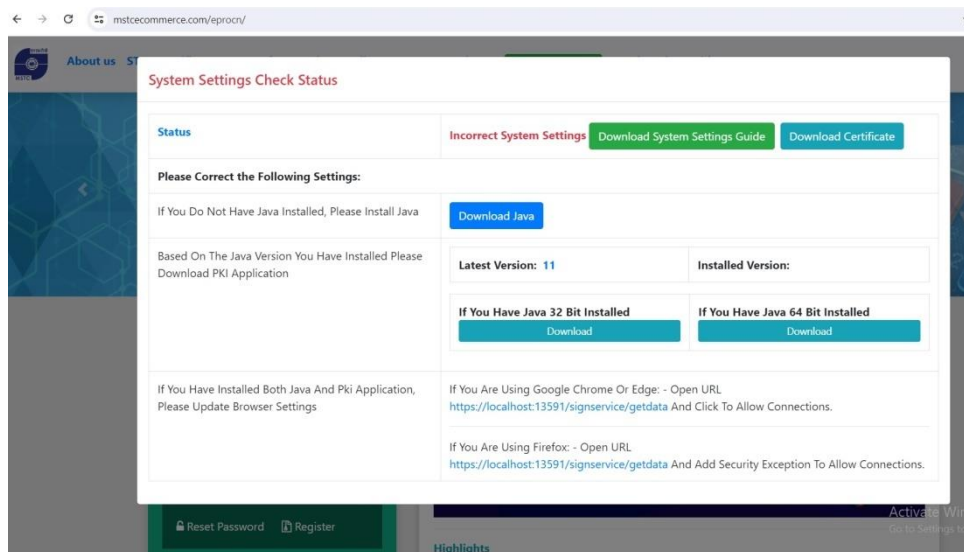 mstcecommerce.com/eprocn/
About us
System Settings Check Status
Status
Incorrect System Settings
Download System Settings Guide
Download Certificate
Please Correct the Following Settings:
If You Do Not Have Java Installed, Please Install Java
Download Java
Based On The Java Version You Have Installed Please
Download PKI Application
Latest Version: 11
Installed Version:
If You Have Java 32 Bit Installed
Download
If You Have Java 64 Bit Installed
Download
If You Have Installed Both Java And Pki Application,
Please Update Browser Settings
If You Are Using Google Chrome Or Edge: - Open URL
https://localhost:13591/signservice/getdata And Click To Allow Connections.
If You Are Using Firefox: - Open URL
https://localhost:13591/signservice/getdata And Add Security Exception To Allow Connections.
Reset Password
Register
Activate Win
Go to Settings to
Highlights